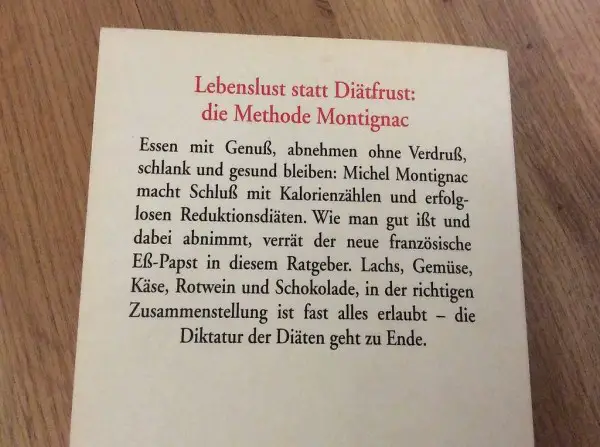 Lebenslust statt Diätfrust:
die Methode Montignac
Essen mit Genuß, abnehmen ohne Verdruß,
schlank und gesund bleiben: Michel Montignac
macht Schluß mit Kalorienzählen und erfolg-
losen Reduktionsdiäten. Wie man gut ißt und
dabei abnimmt, verrät der neue französische
Eß-Papst in diesem Ratgeber. Lachs, Gemüse,
Käse, Rotwein und Schokolade, in der richtigen
Zusammenstellung ist fast alles erlaubt – die
Diktatur der Diäten geht zu Ende.